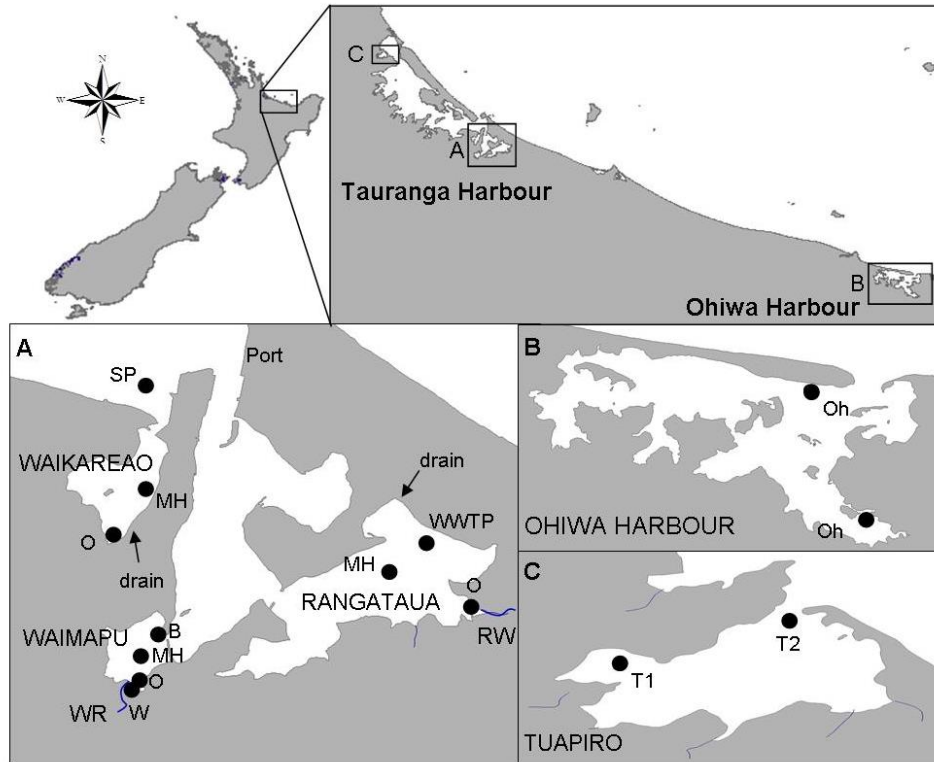 N
W
E
S
C
A
Tauranga Harbour
B
Ohiwa Harbour
A
Port
SP
WAIKAREAO
MH
O
drain
drain
WWTP
MH
O
RANGATAUA
RW
WAIMAPU
B
MH
O
WR
W
B
Oh
Oh
OHIWA HARBOUR
C
T2
T1
TUAPIRO